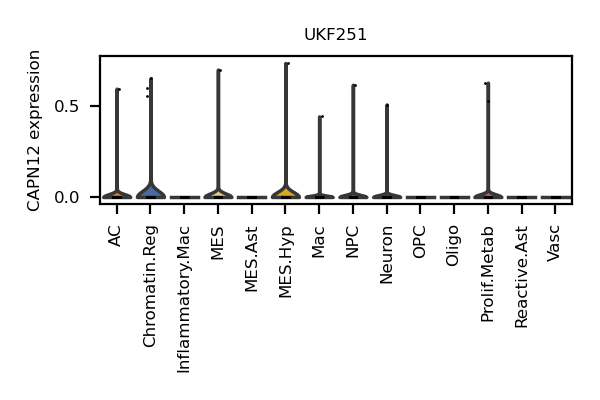 UKF251
CAPN12 expression
0.5
0.0
AC
Chromatin.Reg
Inflammatory.Mac
MES
MES.Ast
MES.Hyp
Mac
NPC
Neuron
OPC
Oligo
Prolif.Metab
Reactive.Ast
Vasc